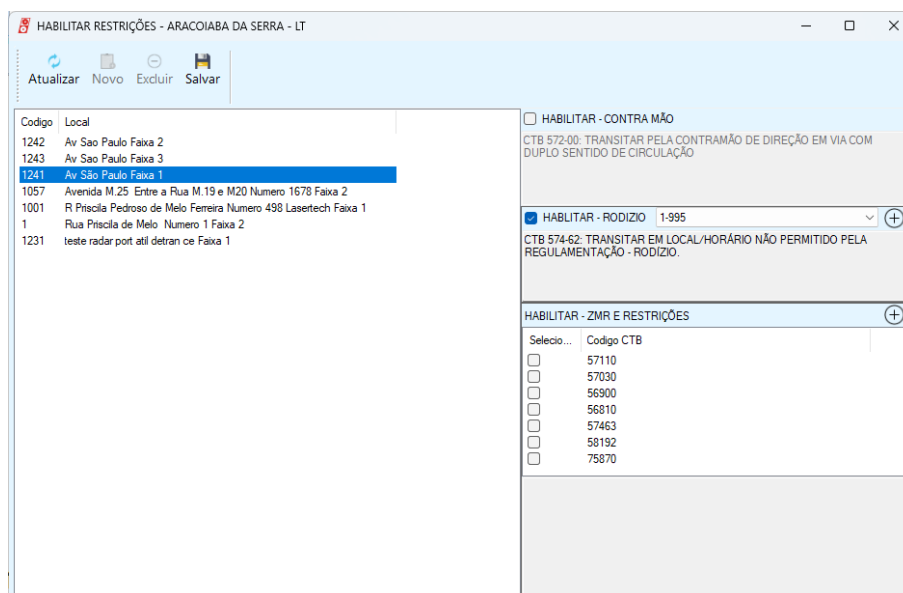 HABILITAR RESTRIÇÕES - ARACOIABA DA SERRA - LT
Atualizar Novo Excluir Salvar
Codigo Local
1242 Av Sao Paulo Faixa 2
1243 Av Sao Paulo Faixa 3
1241 Av São Paulo Faixa 1
1057 Avenida M.25 Entre a Rua M.19 e M20 Numero 1678 Faixa 2
1001 R Priscila Pedroso de Melo Ferreira Numero 498 Lasertech Faixa 1
1 Rua Priscila de Melo Numero 1 Faixa 2
1231 teste radar port atil detran ce Faixa 1
HABILITAR - CONTRA MÃO
CTB 572-00: TRANSITAR PELA CONTRAMÃO DE DIREÇÃO EM VIA COM
DUPLO SENTIDO DE CIRCULAÇÃO
HABLITAR - RODIZIO 1-995
CTB 574-62: TRANSITAR EM LOCAL/HORÁRIO NÃO PERMITIDO PELA
REGULAMENTAÇÃO - RODÍZIO.
HABILITAR - ZMR E RESTRIÇÕES
Selecio... Codigo CTB
57110
57030
56900
56810
57463
58192
75870